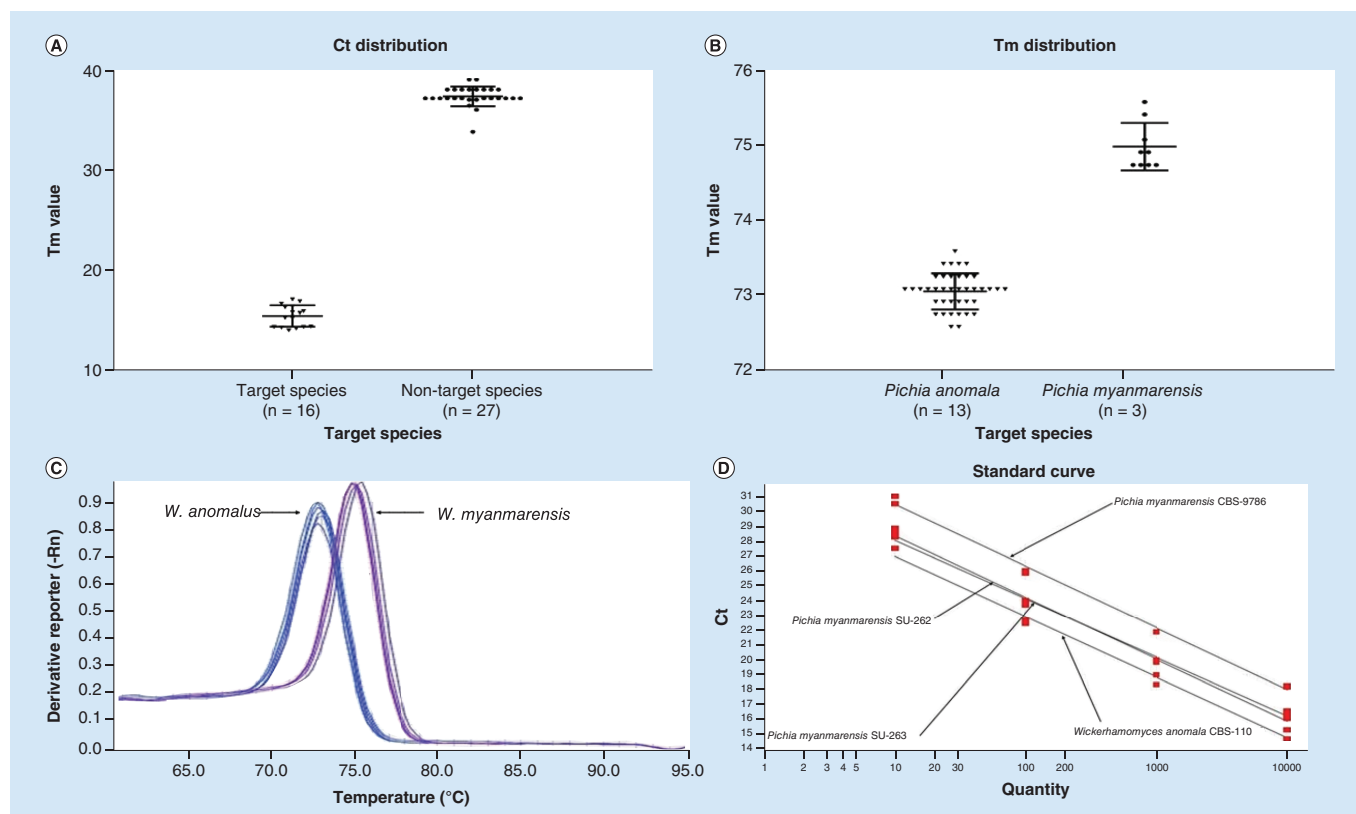 A
Ct distribution
Tm value
40
30
20
10
Target species
(n = 16)
Non-target species
(n = 27)
Target species
B
Tm distribution
Tm value
76
75
74
73
72
Pichia anomala
(n = 13)
Pichia myanmarensis
(n = 3)
Target species
C
Derivative reporter (-Rn)
0.9
0.8
0.7
0.6
0.5
0.4
0.3
0.2
0.1
0.0
W. anomalus
W. myanmarensis
65.0 70.0 75.0 80.0 85.0 90.0 95.0
Temperature (°C)
D
Standard curve
Ct
31
30
29
28
27
26
25
24
23
22
21
20
19
18
17
16
15
14
Pichia myanmarensis CBS-9786
Pichia myanmarensis SU-262
Pichia myanmarensis SU-263
Wickerhamomyces anomala CBS-110
1 2 3 4 5 10 20 30 100 200 1000 10000
Quantity